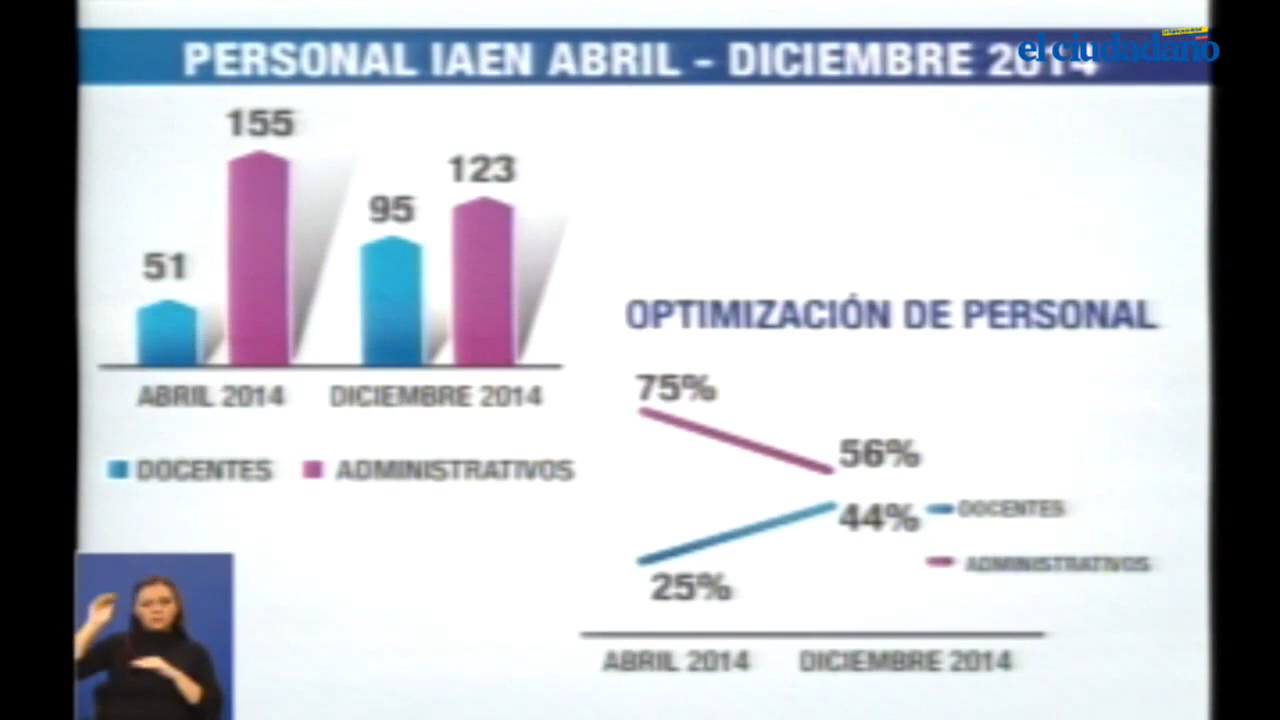 PERSONAL IAEN ABRIL - DICIEMBRE 2014
el ciudadano
155
123
95
51
ABRIL 2014
DICIEMBRE 2014
DOCENTES
ADMINISTRATIVOS
OPTIMIZACIÓN DE PERSONAL
75%
56%
44%
25%
DOCENTES
ADMINISTRATIVOS
ABRIL 2014
DICIEMBRE 2014